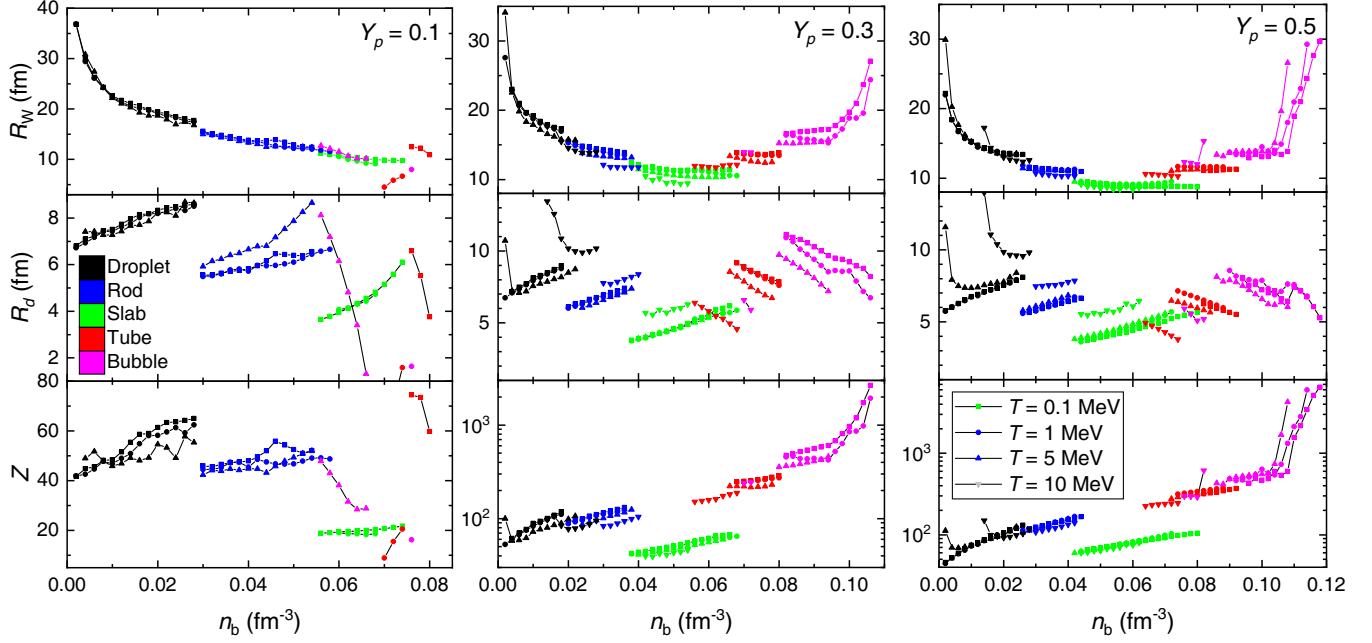 Y_p = 0.1
Y_p = 0.3
Y_p = 0.5
R_W (fm)
40
30
20
10
30
20
10
30
20
10
R_d (fm)
8
6
4
2
10
5
10
5
Droplet
Rod
Slab
Tube
Bubble
Z
80
60
40
20
0
10^3
10^2
10^3
10^2
T = 0.1 MeV
T = 1 MeV
T = 5 MeV
T = 10 MeV
0.00 0.02 0.04 0.06 0.08
0.00 0.02 0.04 0.06 0.08 0.10
0.00 0.02 0.04 0.06 0.08 0.10 0.12
n_b (fm^-3)
n_b (fm^-3)
n_b (fm^-3)